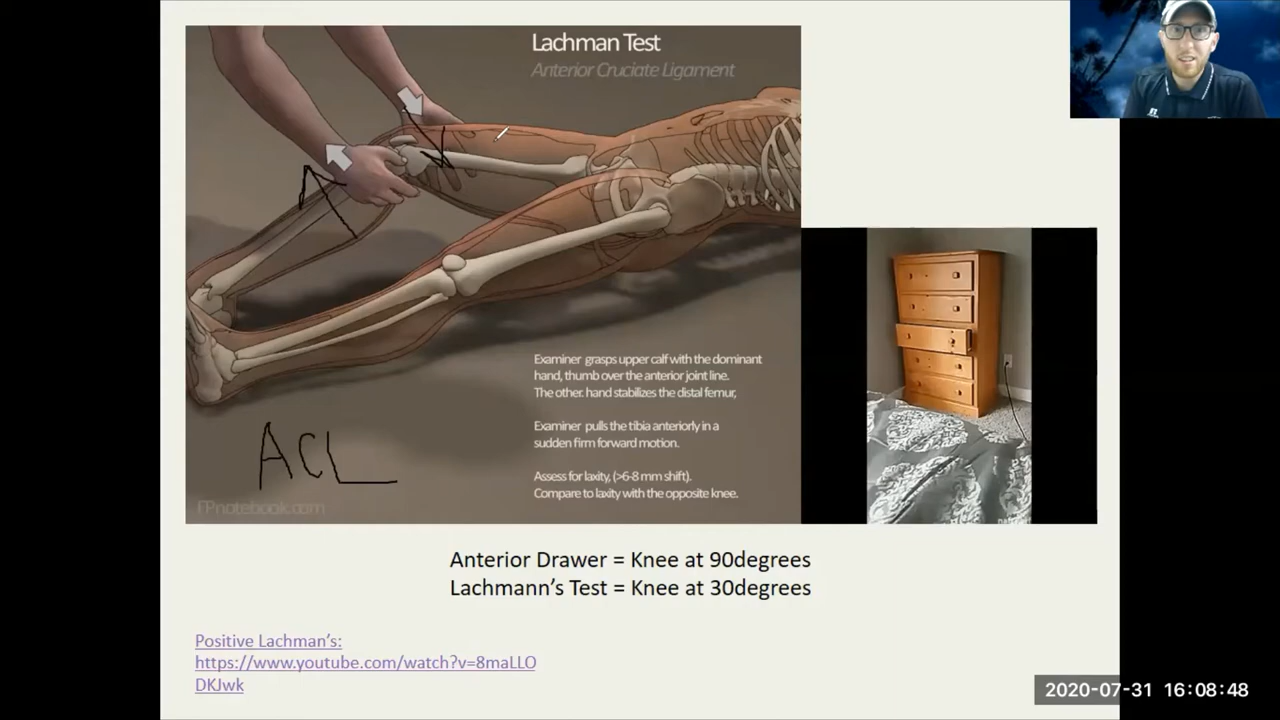 Lachman Test
Anterior Cruciate Ligament
Examiner grasps upper calf with the dominant
hand, thumb over the anterior joint line.
The other. hand stabilizes the distal femur,
Examiner pulls the tibia anteriorly in a
sudden firm forward motion.
Assess for laxity, (>6-8 mm shift).
Compare to laxity with the opposite knee.
ACL
FPnotebook.com
Anterior Drawer = Knee at 90degrees
Lachmann’s Test = Knee at 30degrees
Positive Lachman’s:
https://www.youtube.com/watch?v=8maLLO
DKJwk
2020-07-31 16:08:48